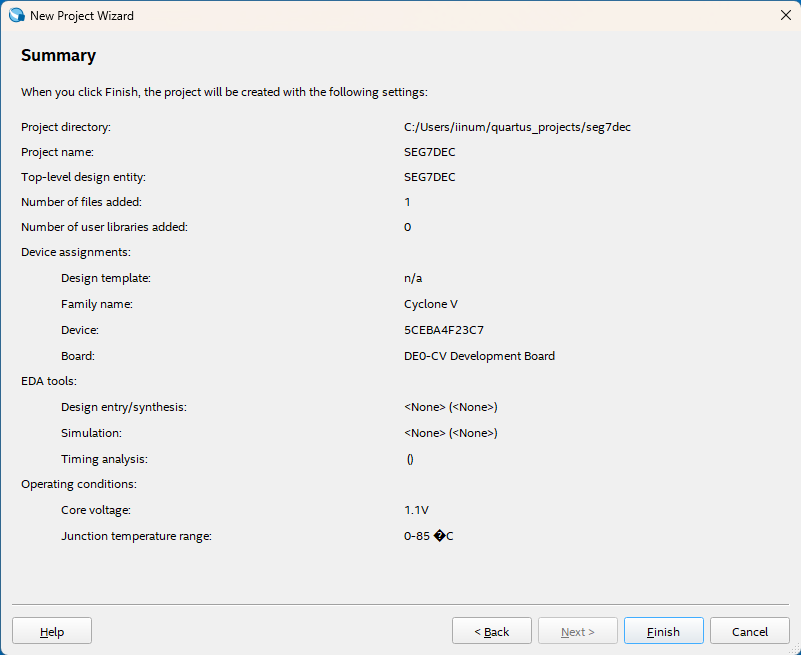 New Project Wizard
Summary
When you click Finish, the project will be created with the following settings:
Project directory: C:/Users/iinum/quartus_projects/seg7dec
Project name: SEG7DEC
Top-level design entity: SEG7DEC
Number of files added: 1
Number of user libraries added: 0
Device assignments:
Design template: n/a
Family name: Cyclone V
Device: 5CEBA4F23C7
Board: DE0-CV Development Board
EDA tools:
Design entry/synthesis: <None> (<None>)
Simulation: <None> (<None>)
Timing analysis: ()
Operating conditions:
Core voltage: 1.1V
Junction temperature range: 0-85 �C
Help < Back Next > Finish Cancel